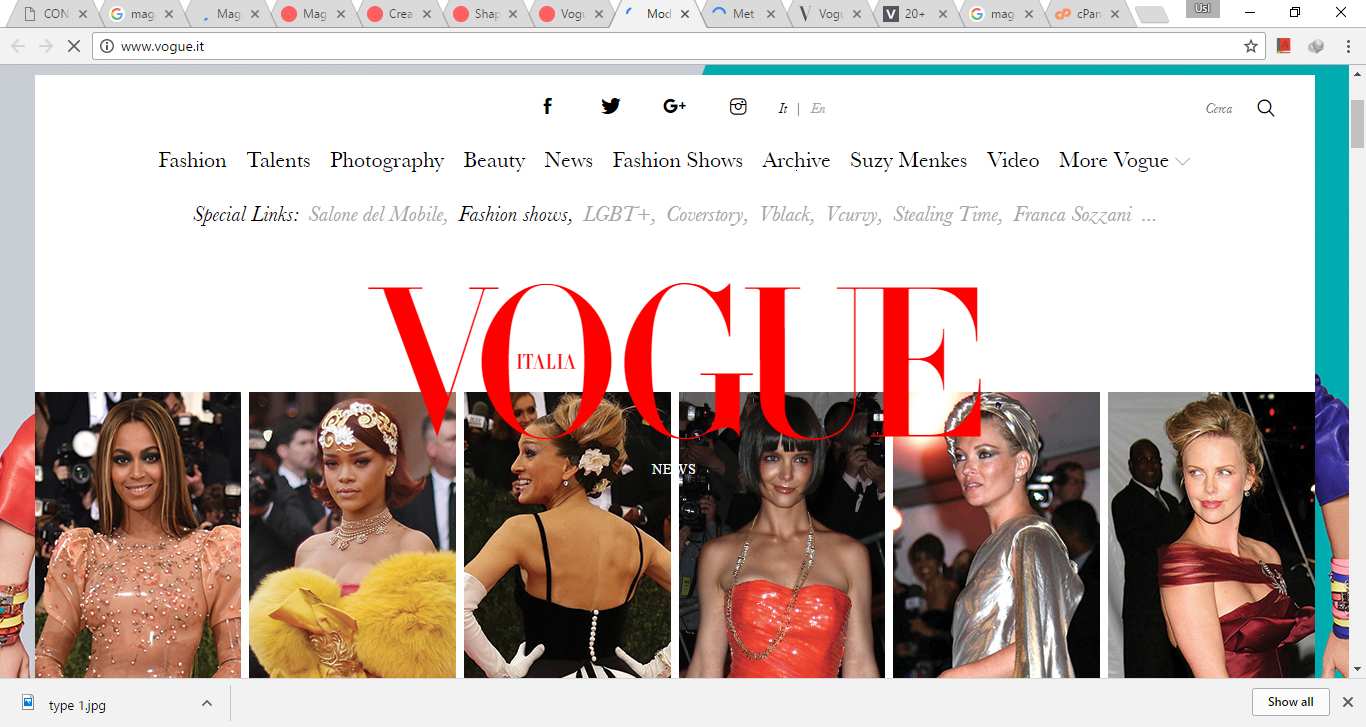 CON
mag
Mag
Mag
Crea
Shap
Vogu
Mod
Met
Vogu
20+
mag
cPan
Usl
www.vogue.it
f G+ It | En Cerca
Fashion Talents Photography Beauty News Fashion Shows Archive Suzy Menkes Video More Vogue
Special Links: Salone del Mobile, Fashion shows, LGBT+, Coverstory, Vblack, Vcurvy, Stealing Time, Franca Sozzani ...
VOGUE
ITALIA
NEWS
type 1.jpg
Show all